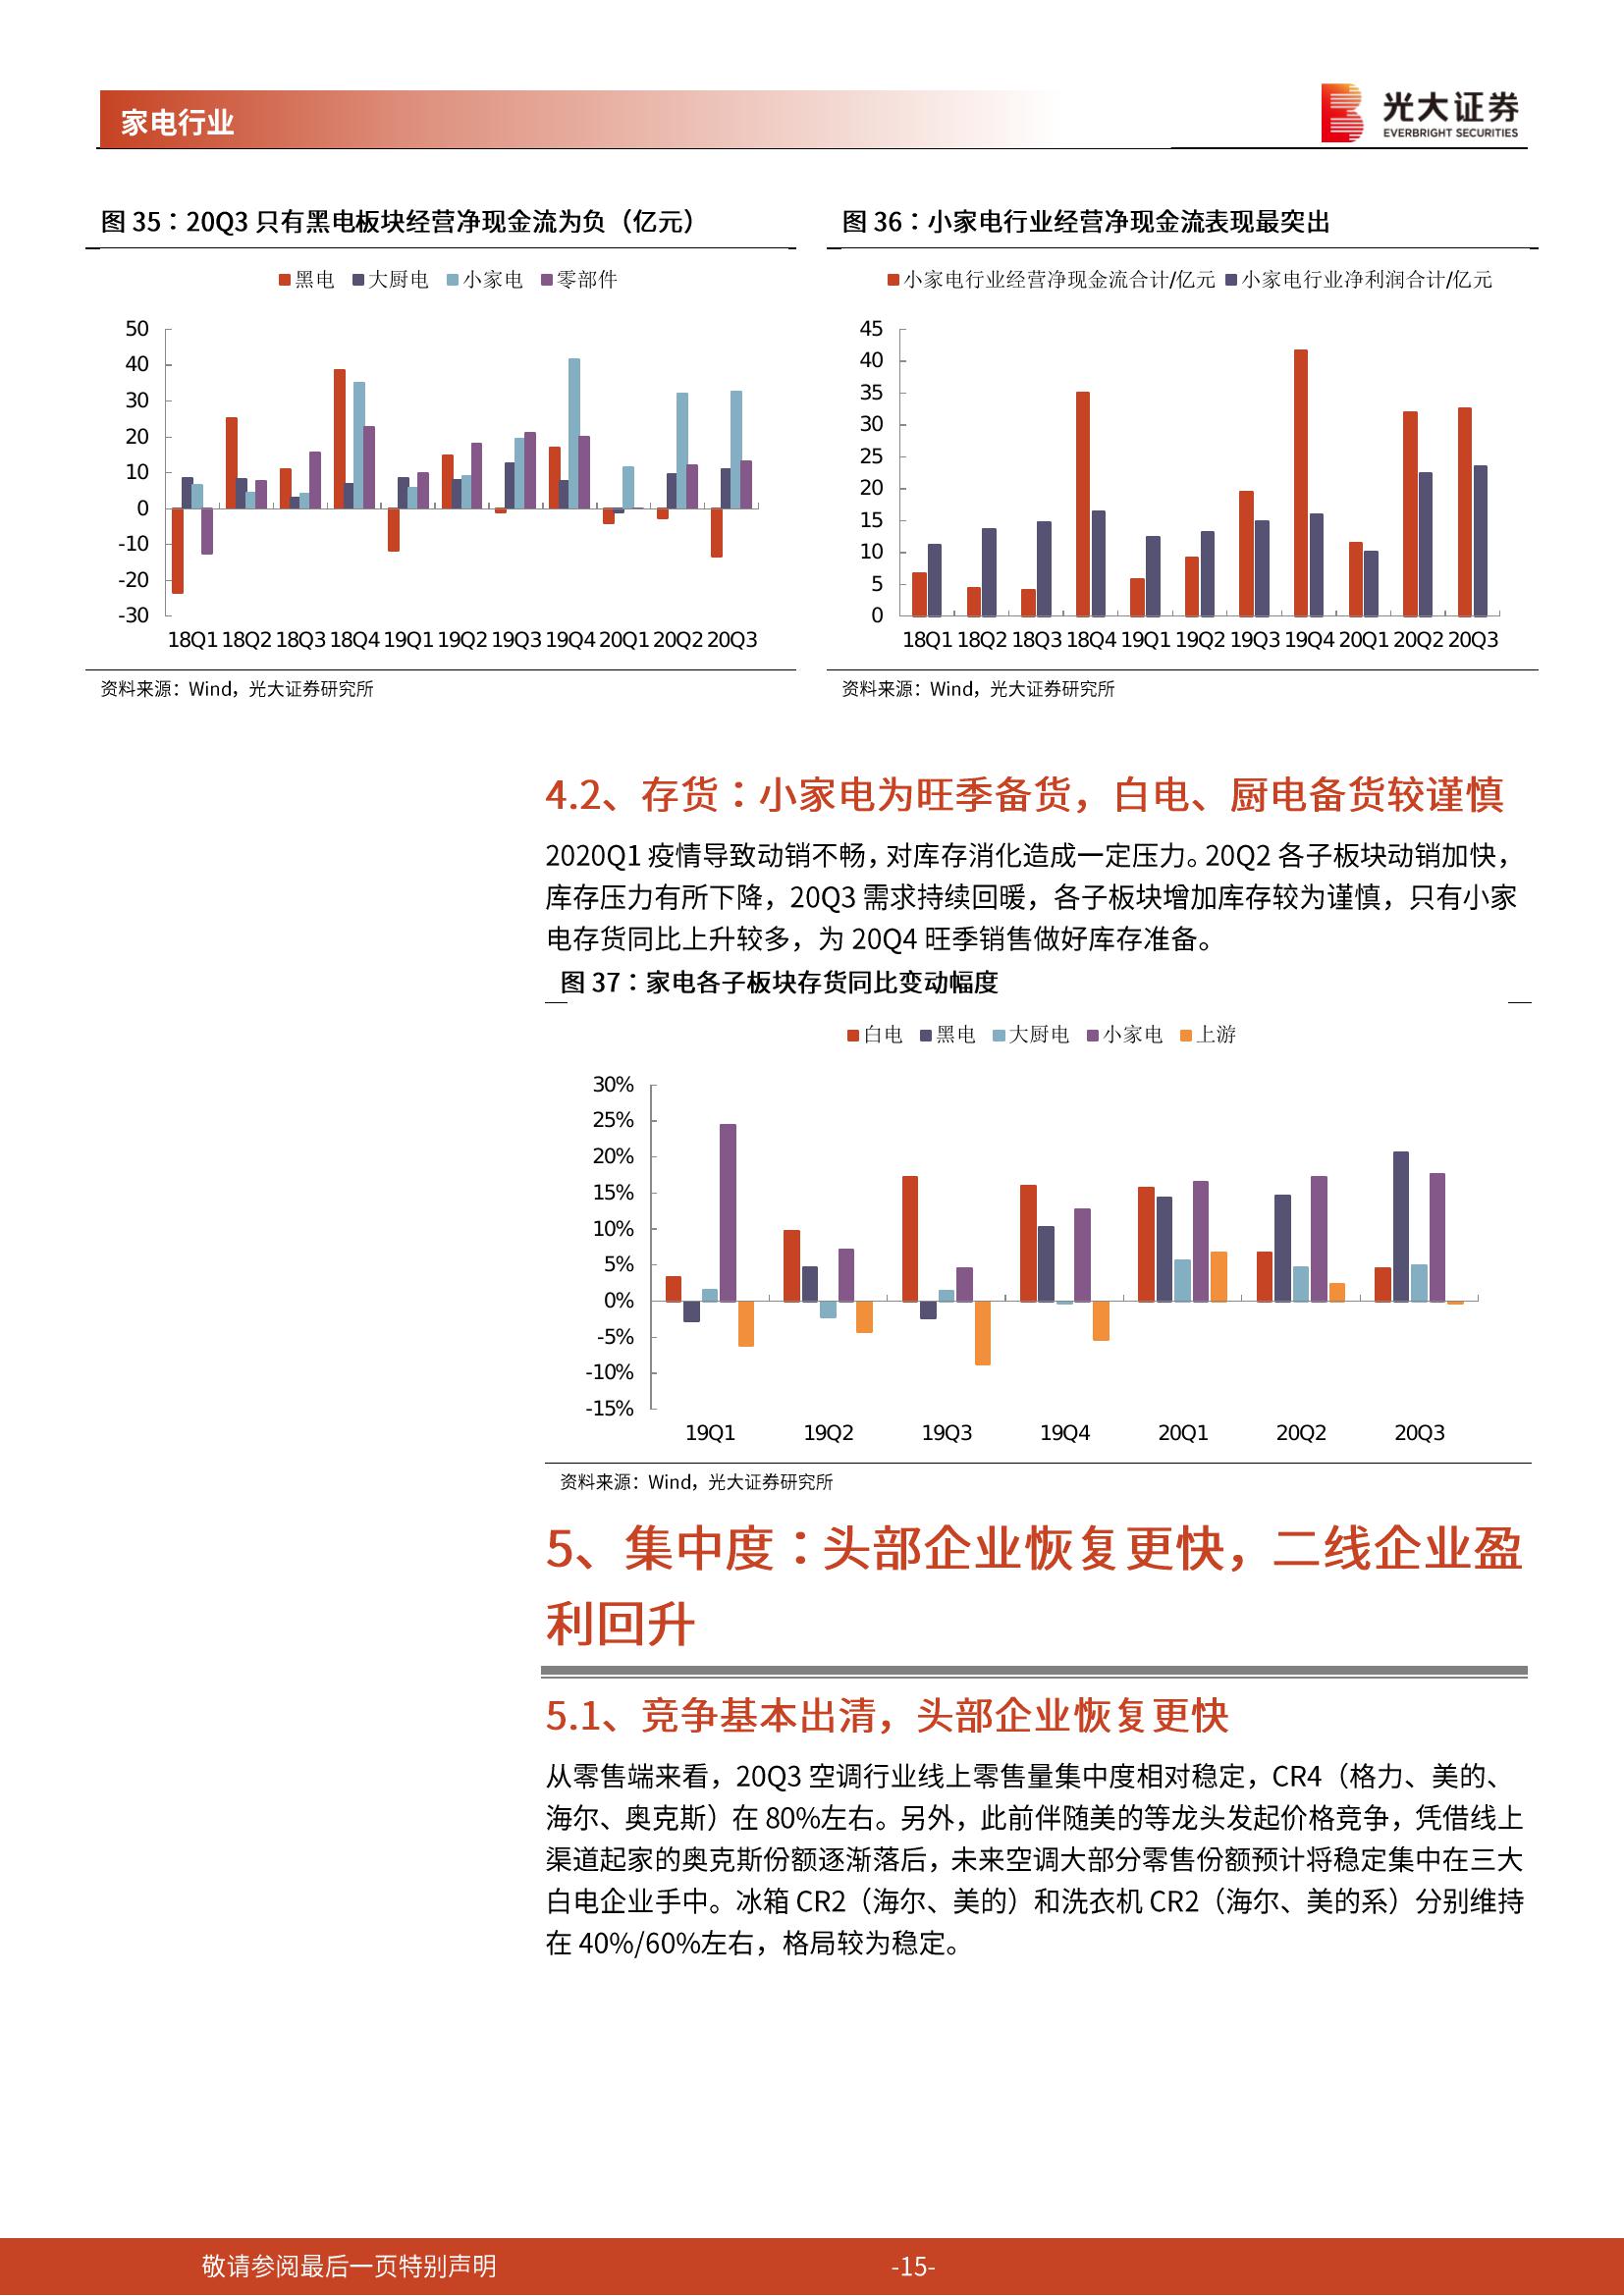 家电行业
光大证券
EVERBRIGHT SECURITIES
图 35：20Q3 只有黑电板块经营净现金流为负（亿元）
黑电 大厨电 小家电 零部件
50
40
30
20
10
0
-10
-20
-30
18Q1 18Q2 18Q3 18Q4 19Q1 19Q2 19Q3 19Q4 20Q1 20Q2 20Q3
资料来源：Wind，光大证券研究所
图 36：小家电行业经营净现金流表现最突出
小家电行业经营净现金流合计/亿元 小家电行业净利润合计/亿元
45
40
35
30
25
20
15
10
5
0
18Q1 18Q2 18Q3 18Q4 19Q1 19Q2 19Q3 19Q4 20Q1 20Q2 20Q3
资料来源：Wind，光大证券研究所
4.2、存货：小家电为旺季备货，白电、厨电备货较谨慎
2020Q1 疫情导致动销不畅，对库存消化造成一定压力。20Q2 各子板块动销加快，
库存压力有所下降，20Q3 需求持续回暖，各子板块增加库存较为谨慎，只有小家
电存货同比上升较多，为 20Q4 旺季销售做好库存准备。
图 37：家电各子板块存货同比变动幅度
白电 黑电 大厨电 小家电 上游
30%
25%
20%
15%
10%
5%
0%
-5%
-10%
-15%
19Q1 19Q2 19Q3 19Q4 20Q1 20Q2 20Q3
资料来源：Wind，光大证券研究所
5、集中度：头部企业恢复更快，二线企业盈
利回升
5.1、竞争基本出清，头部企业恢复更快
从零售端来看，20Q3 空调行业线上零售量集中度相对稳定，CR4（格力、美的、
海尔、奥克斯）在 80%左右。另外，此前伴随美的等龙头发起价格竞争，凭借线上
渠道起家的奥克斯份额逐渐落后，未来空调大部分零售份额预计将稳定集中在三大
白电企业手中。冰箱 CR2（海尔、美的）和洗衣机 CR2（海尔、美的系）分别维持
在 40%/60%左右，格局较为稳定。
敬请参阅最后一页特别声明
-15-